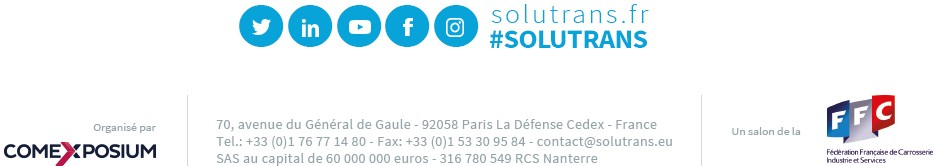 solutrans.fr
#SOLUTRANS
Organisé par
COMEXPOSIUM
70, avenue du Général de Gaule - 92058 Paris La Défense Cedex - France
Tel.: +33 (0)1 76 77 14 80 - Fax: +33 (0)1 53 30 95 84 - contact@solutrans.eu
SAS au capital de 60 000 000 euros - 316 780 549 RCS Nanterre
Un salon de la
FFC
Fédération Française de Carrosserie
Industrie et Services